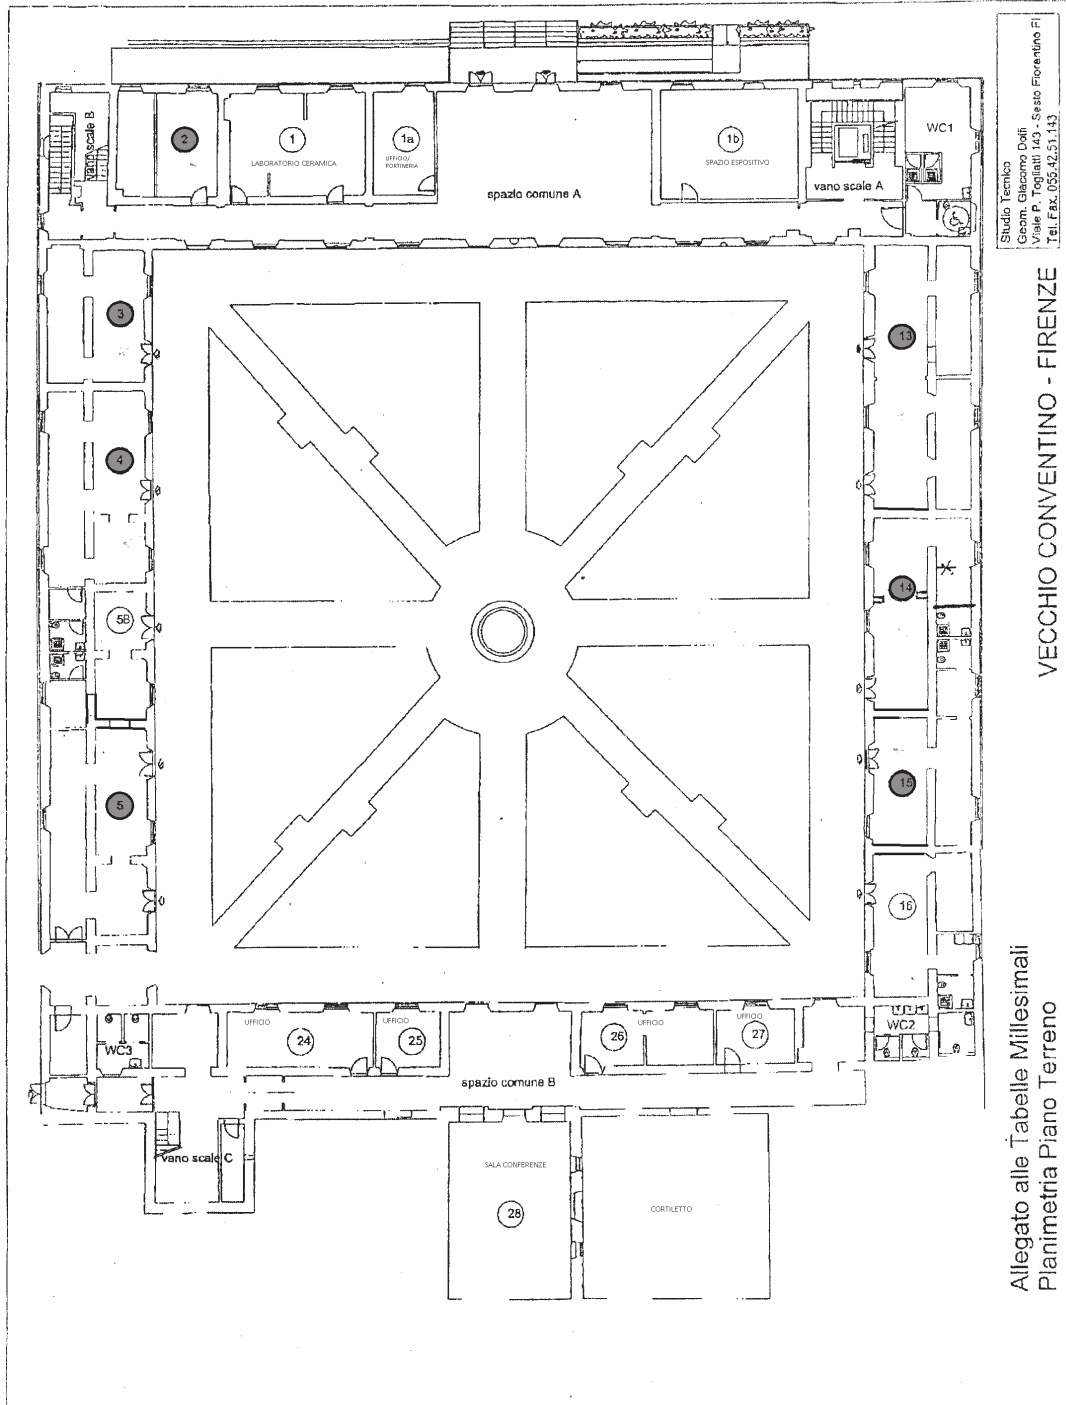 vano scale B
2
1
LABORATORIO CERAMICA
1a
UFFICIO/
PORTINERIA
spazio comune A
1b
SPAZIO ESPOSITIVO
vano scale A
WC1
3
4
5B
5
13
14
15
16
UFFICIO
24
UFFICIO
25
26
UFFICIO
UFFICIO
27
WC2
WC3
spazio comune B
vano scale C
SALA CONFERENZE
28
CORTILETTO
Studio Tecnico
Geom. Giacomo Dolfi
Viale P. Togliatti 143 - Sesto Fiorentino FI
Tel. Fax. 055.42.51.143
VECCHIO CONVENTINO - FIRENZE
Allegato alle Tabelle Millesimali
Planimetria Piano Terreno